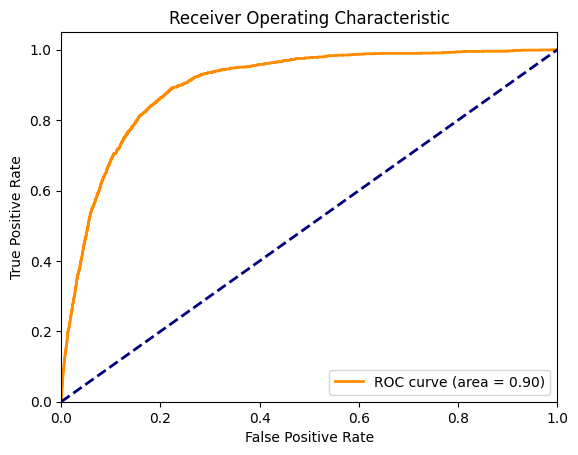 Receiver Operating Characteristic
True Positive Rate
1.0
0.8
0.6
0.4
0.2
0.0
0.0 0.2 0.4 0.6 0.8 1.0
False Positive Rate
ROC curve (area = 0.90)